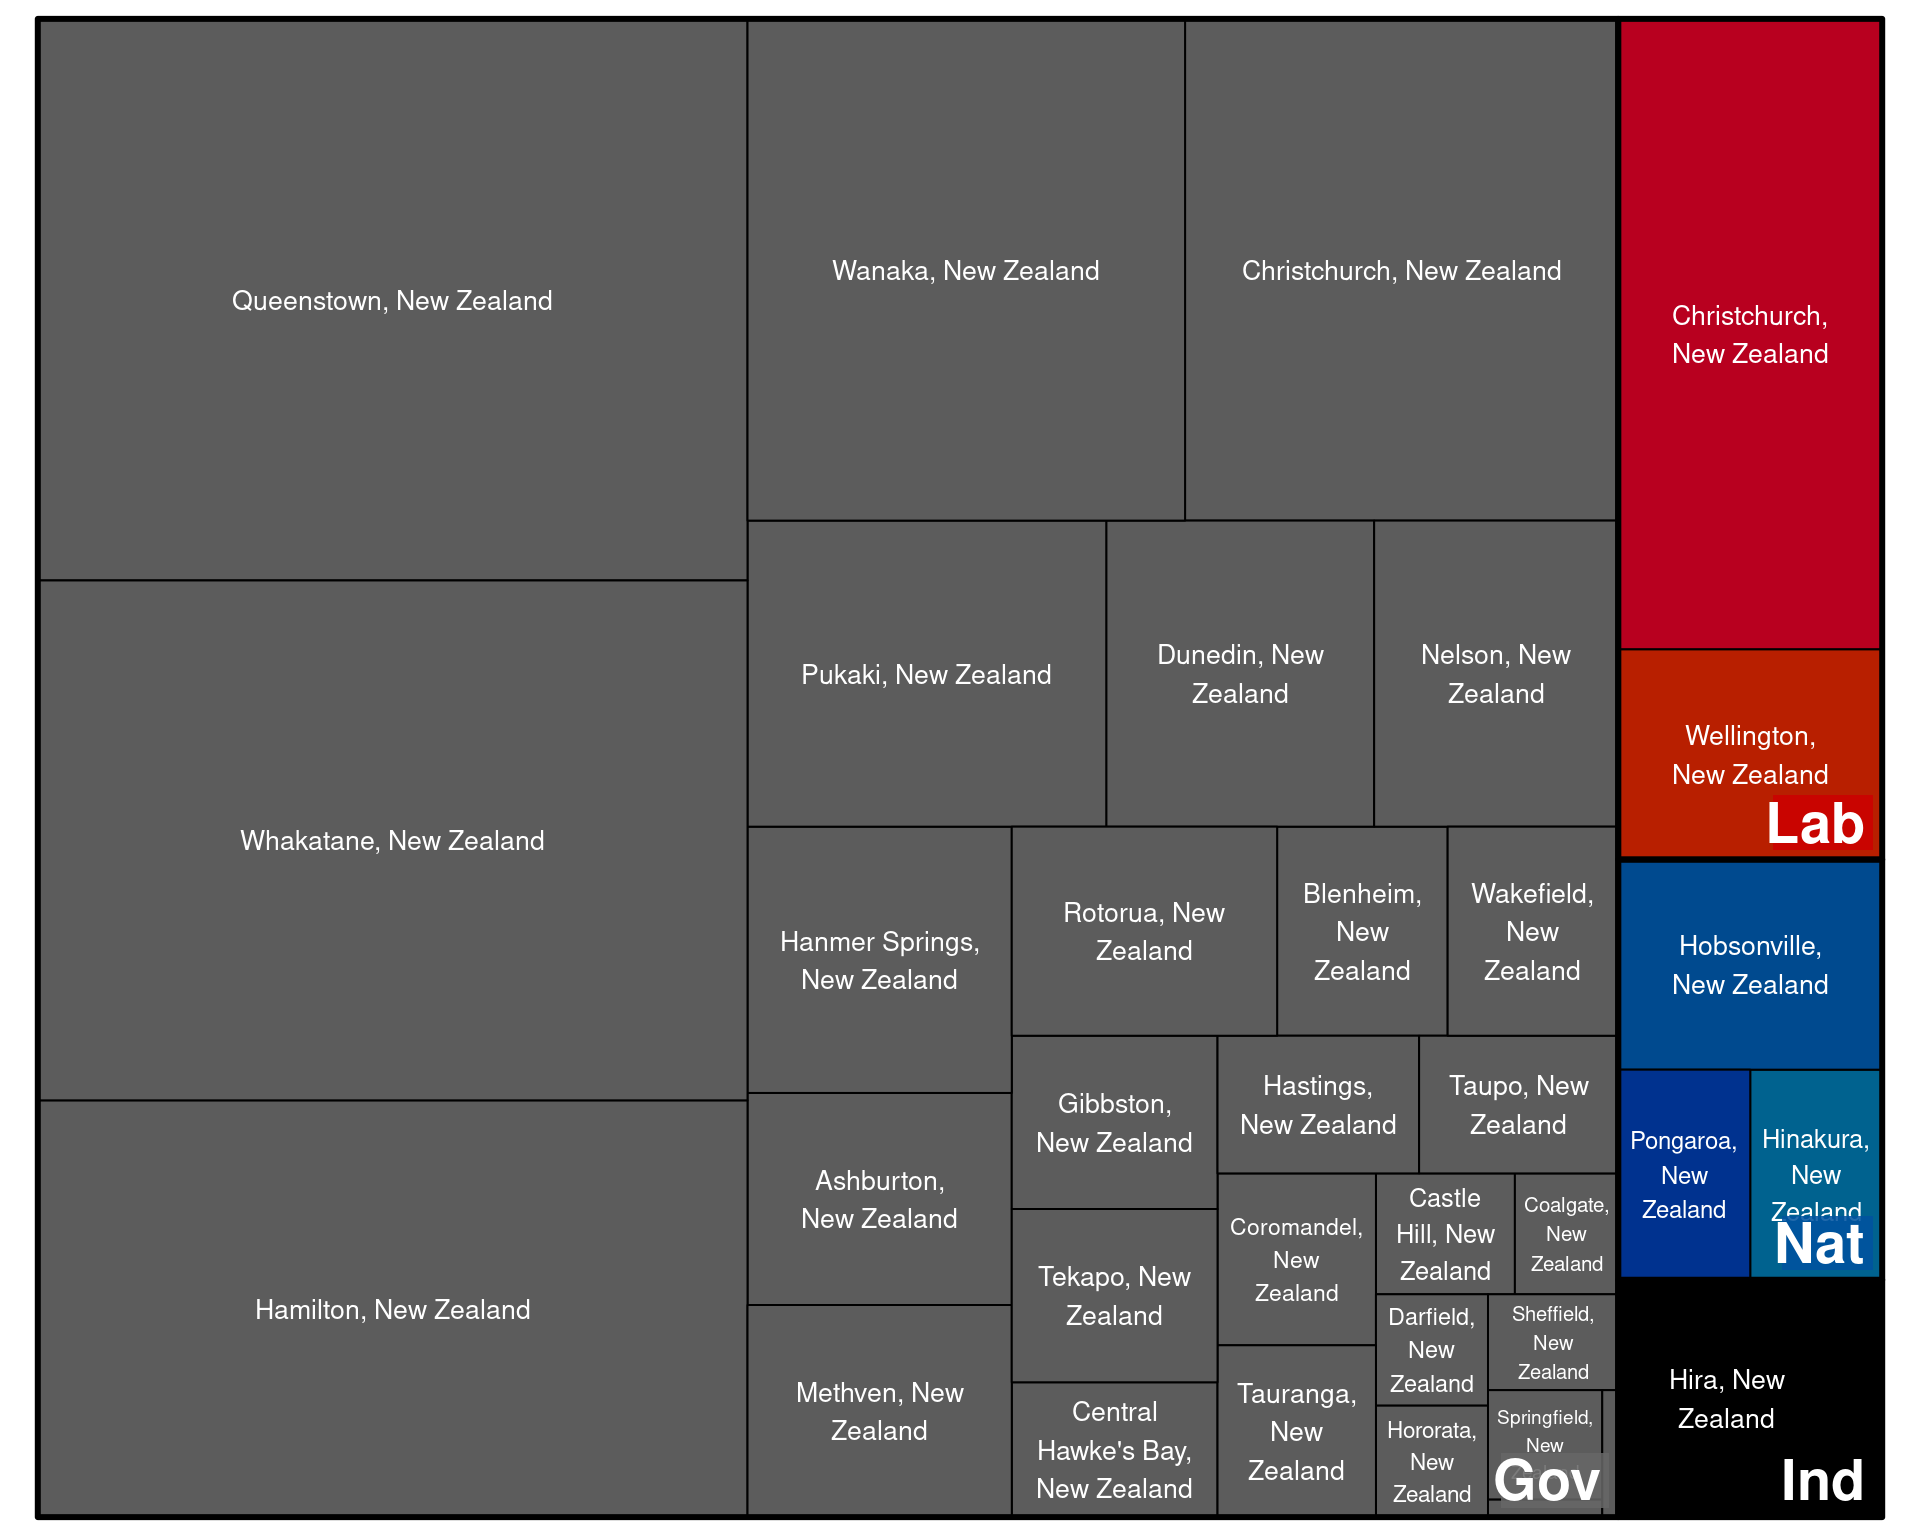 Queenstown, New Zealand
Whakatane, New Zealand
Hamilton, New Zealand
Wanaka, New Zealand
Christchurch, New Zealand
Pukaki, New Zealand
Dunedin, New
Zealand
Nelson, New
Zealand
Hanmer Springs,
New Zealand
Ashburton,
New Zealand
Methven, New
Zealand
Rotorua, New
Zealand
Blenheim,
New
Zealand
Wakefield,
New
Zealand
Gibbston,
New Zealand
Tekapo, New
Zealand
Central
Hawke's Bay,
New Zealand
Hastings,
New Zealand
Taupo, New
Zealand
Coromandel,
New
Zealand
Tauranga,
New
Zealand
Castle
Hill, New
Zealand
Coalgate,
New
Zealand
Darfield,
New
Zealand
Hororata,
New
Zealand
Sheffield,
New
Zealand
Springfield,
New
Gov
Christchurch,
New Zealand
Wellington,
New Zealand
Lab
Hobsonville,
New Zealand
Pongaroa,
New
Zealand
Hinakura,
New
Zealand
Nat
Hira, New
Zealand
Ind